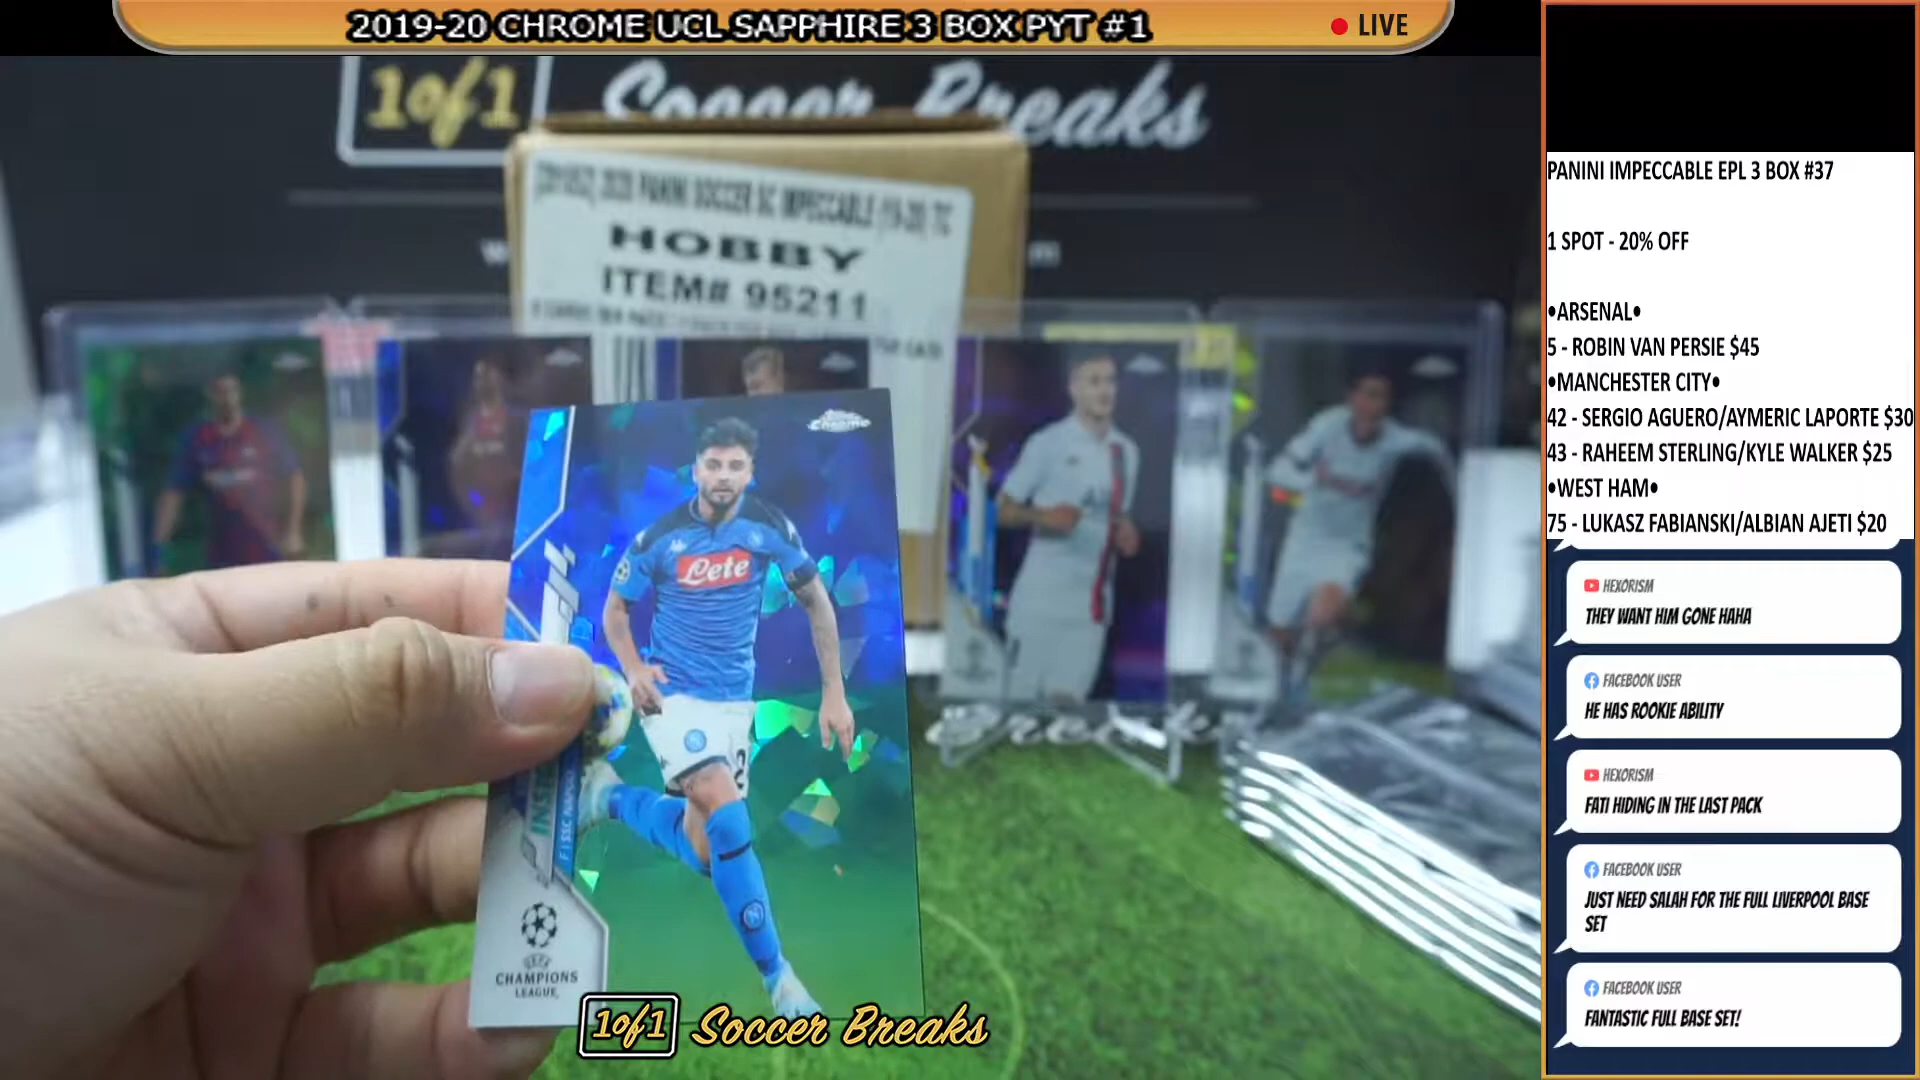 2019-20 CHROME UCL SAPPHIRE 3 BOX PYT #1
LIVE
1of1 Soccer Breaks
HOBBY
ITEM# 95211
Chrome
Lete
CHAMPIONS
LEAGUE
1of1 Soccer Breaks
PANINI IMPECCABLE EPL 3 BOX #37
1 SPOT - 20% OFF
•ARSENAL•
5 - ROBIN VAN PERSIE $45
•MANCHESTER CITY•
42 - SERGIO AGUERO/AYMERIC LAPORTE $30
43 - RAHEEM STERLING/KYLE WALKER $25
•WEST HAM•
75 - LUKASZ FABIANSKI/ALBIAN AJETI $20
HEXORISM
THEY WANT HIM GONE HAHA
FACEBOOK USER
HE HAS ROOKIE ABILITY
HEXORISM
FATI HIDING IN THE LAST PACK
FACEBOOK USER
JUST NEED SALAH FOR THE FULL LIVERPOOL BASE
SET
FACEBOOK USER
FANTASTIC FULL BASE SET!